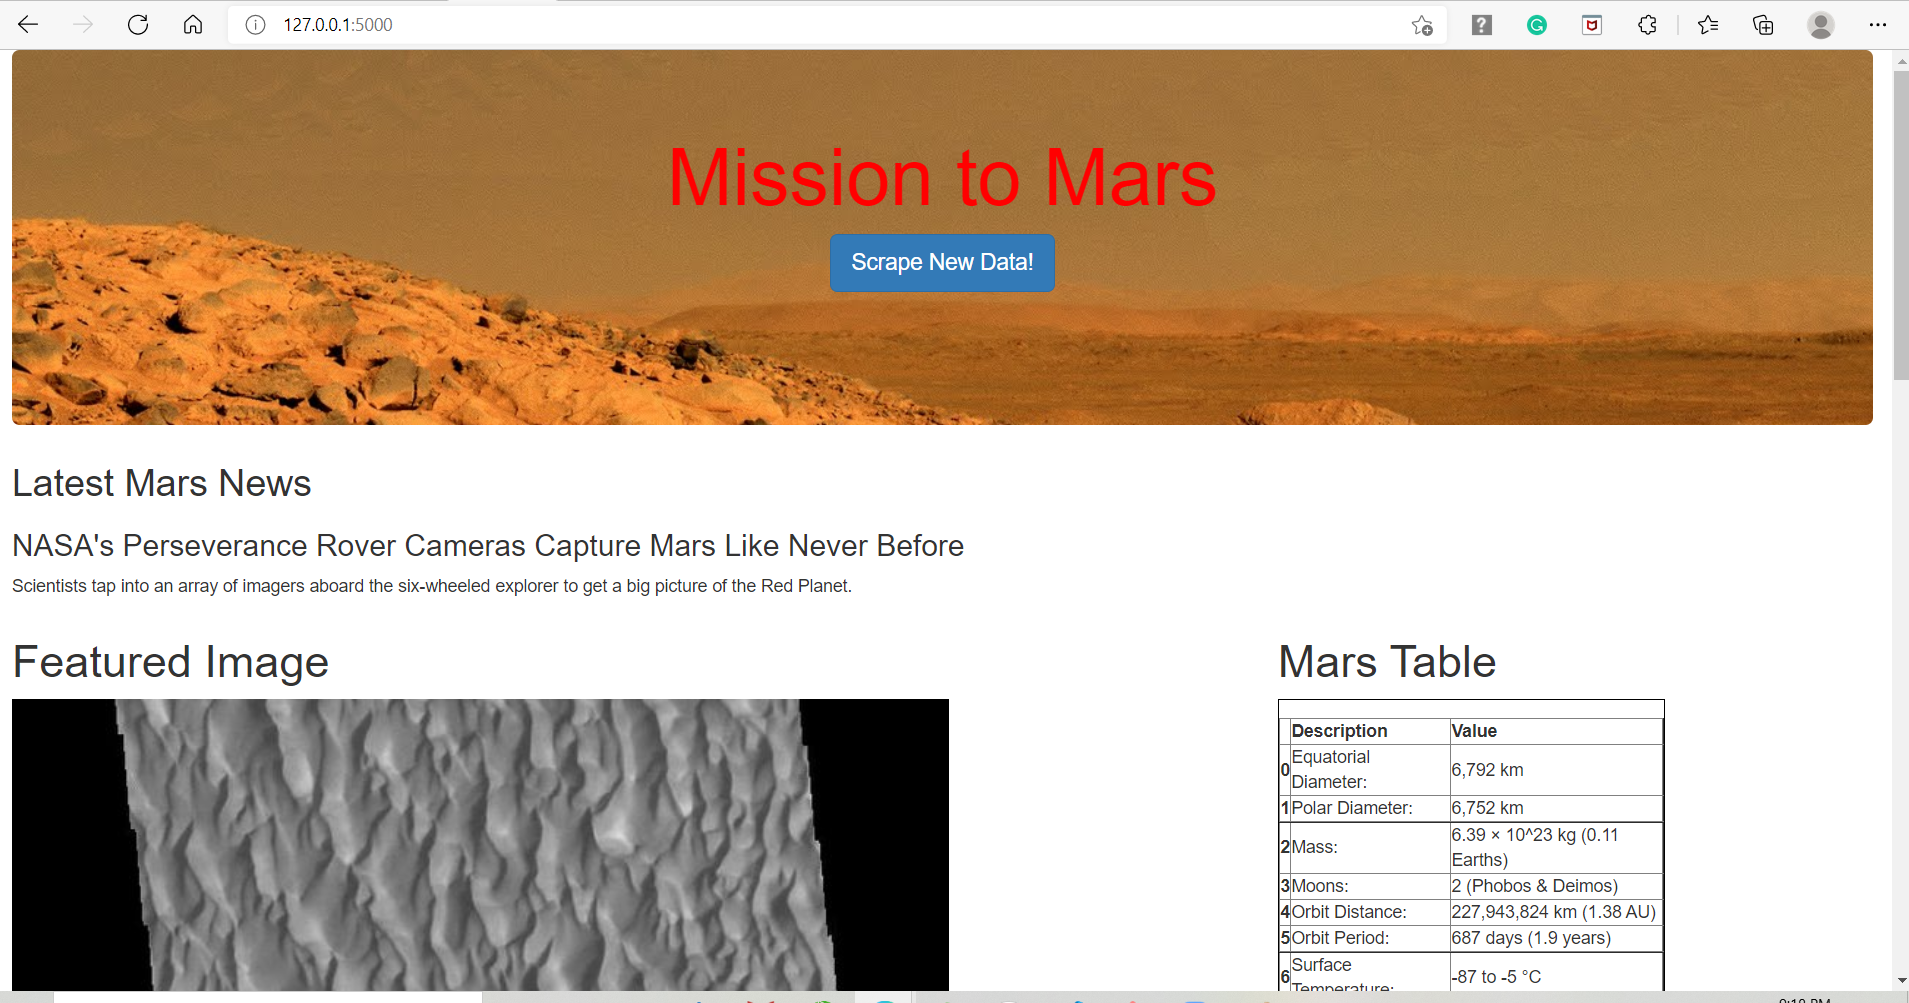 127.0.0.1:5000
Mission to Mars
Scrape New Data!
Latest Mars News
NASA's Perseverance Rover Cameras Capture Mars Like Never Before
Scientists tap into an array of imagers aboard the six-wheeled explorer to get a big picture of the Red Planet.
Featured Image
Mars Table
Description Value
0 Equatorial Diameter: 6,792 km
1 Polar Diameter: 6,752 km
2 Mass: 6.39 × 10^23 kg (0.11 Earths)
3 Moons: 2 (Phobos & Deimos)
4 Orbit Distance: 227,943,824 km (1.38 AU)
5 Orbit Period: 687 days (1.9 years)
6 Surface Temperature: -87 to -5 °C